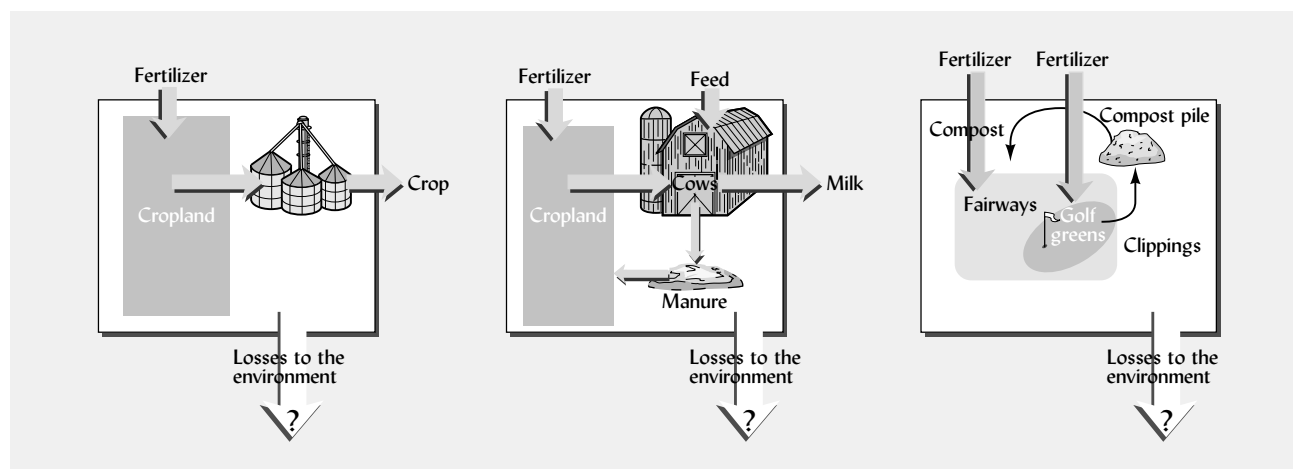 Fertilizer
Cropland
Crop
Losses to the
environment
?
Fertilizer
Feed
Cropland
Cows
Milk
Manure
Losses to the
environment
?
Fertilizer
Fertilizer
Compost
Compost pile
Fairways
Golf
greens
Clippings
Losses to the
environment
?